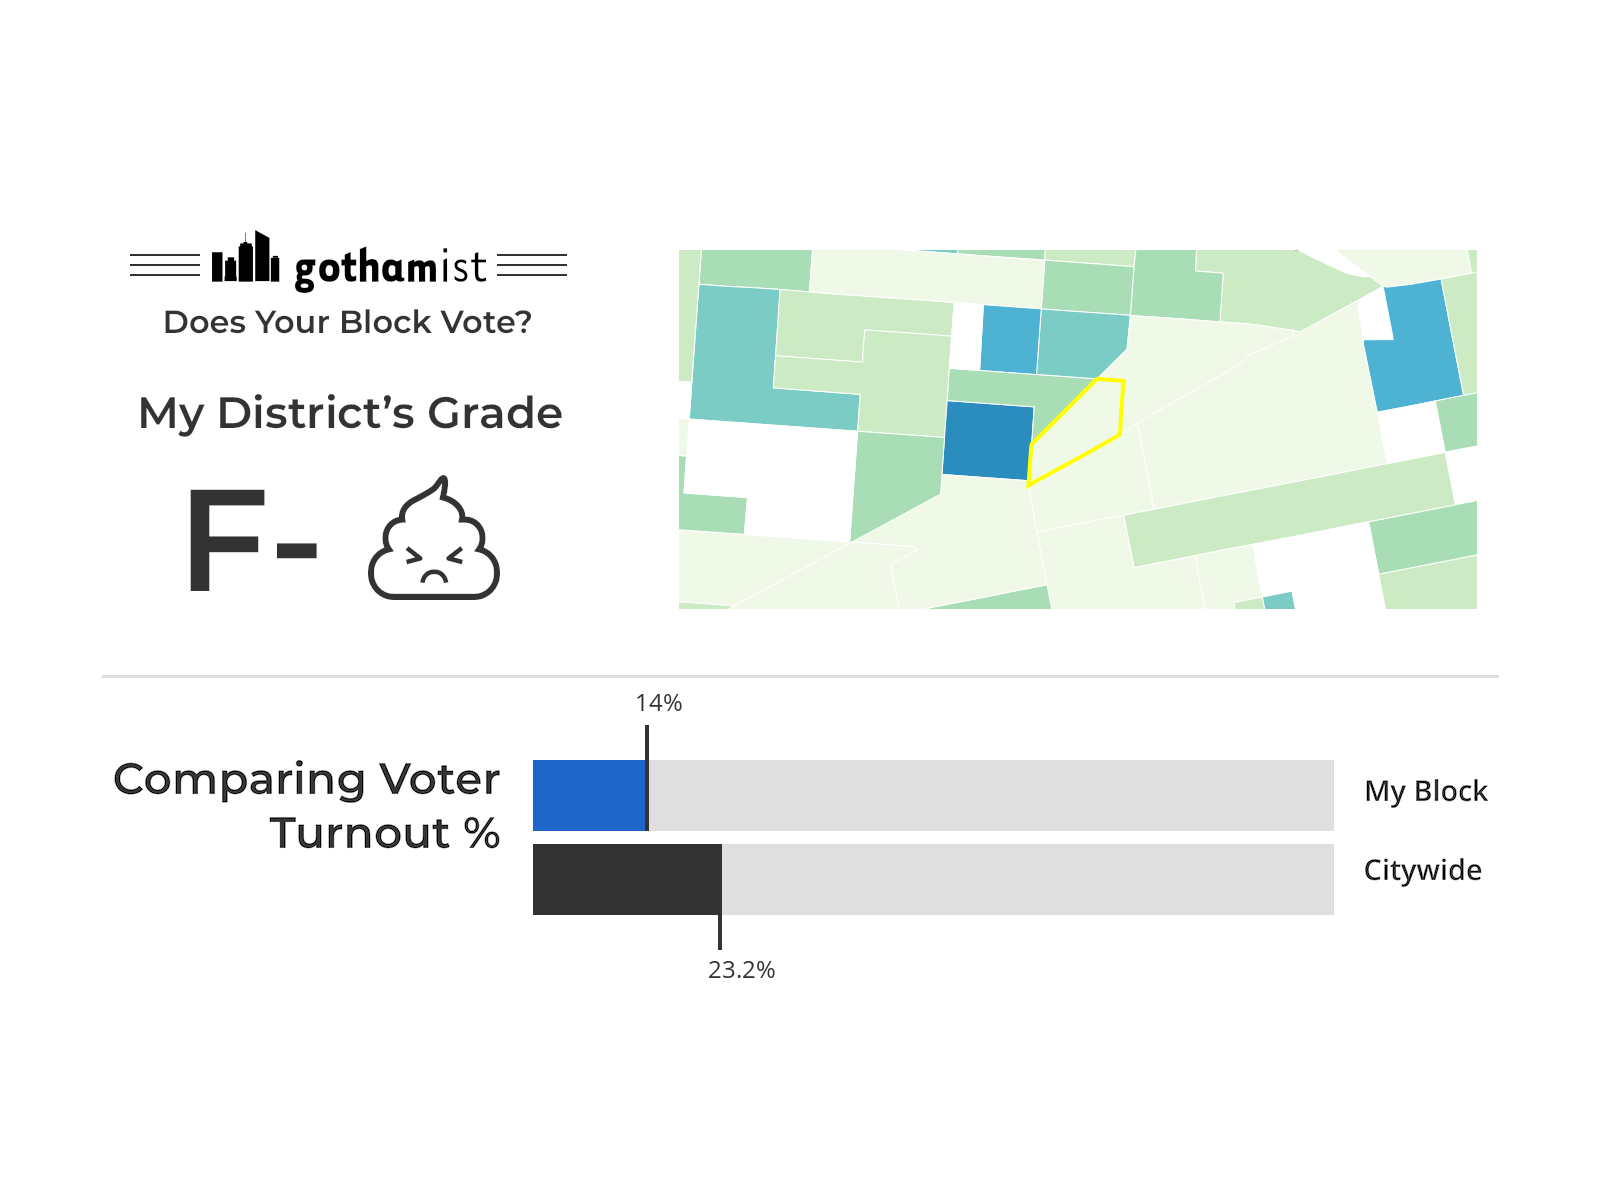 gothamist
Does Your Block Vote?
My District’s Grade
F-
14%
Comparing Voter
Turnout %
My Block
Citywide
23.2%